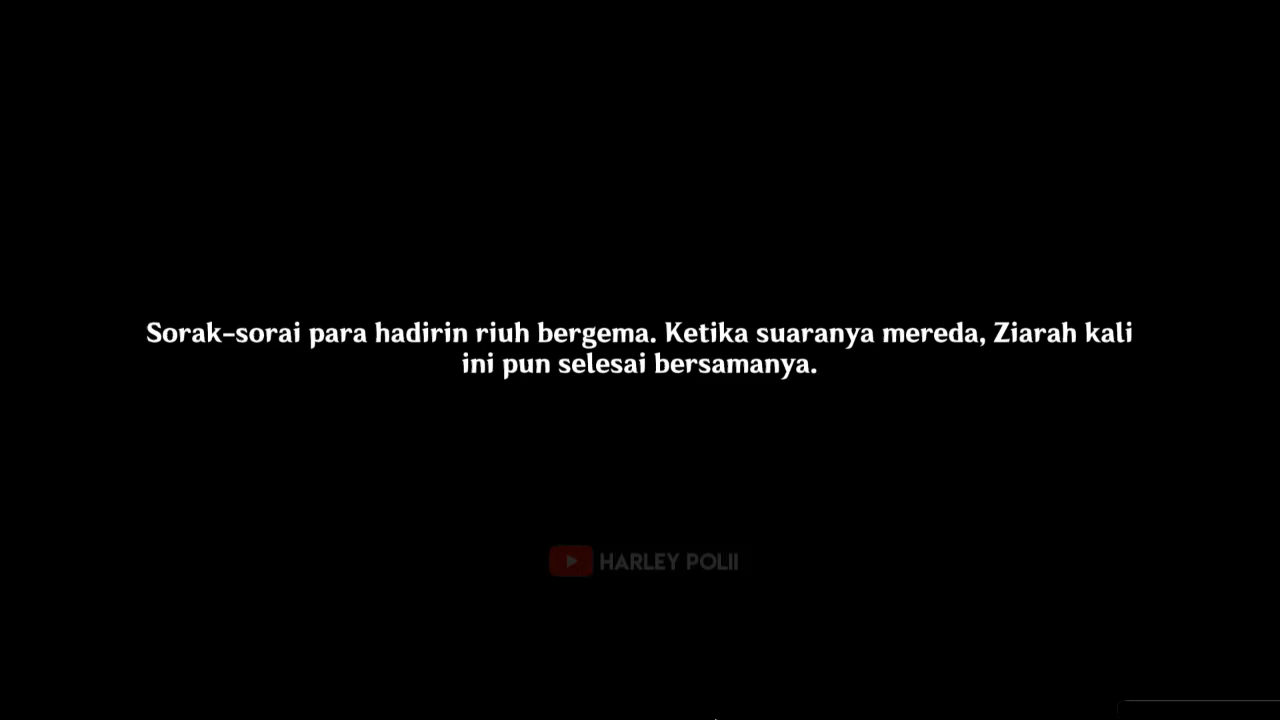 Sorak-sorai para hadirin riuh bergema. Ketika suaranya mereda, Ziarah kali
ini pun selesai bersamanya.
HARLEY POLII